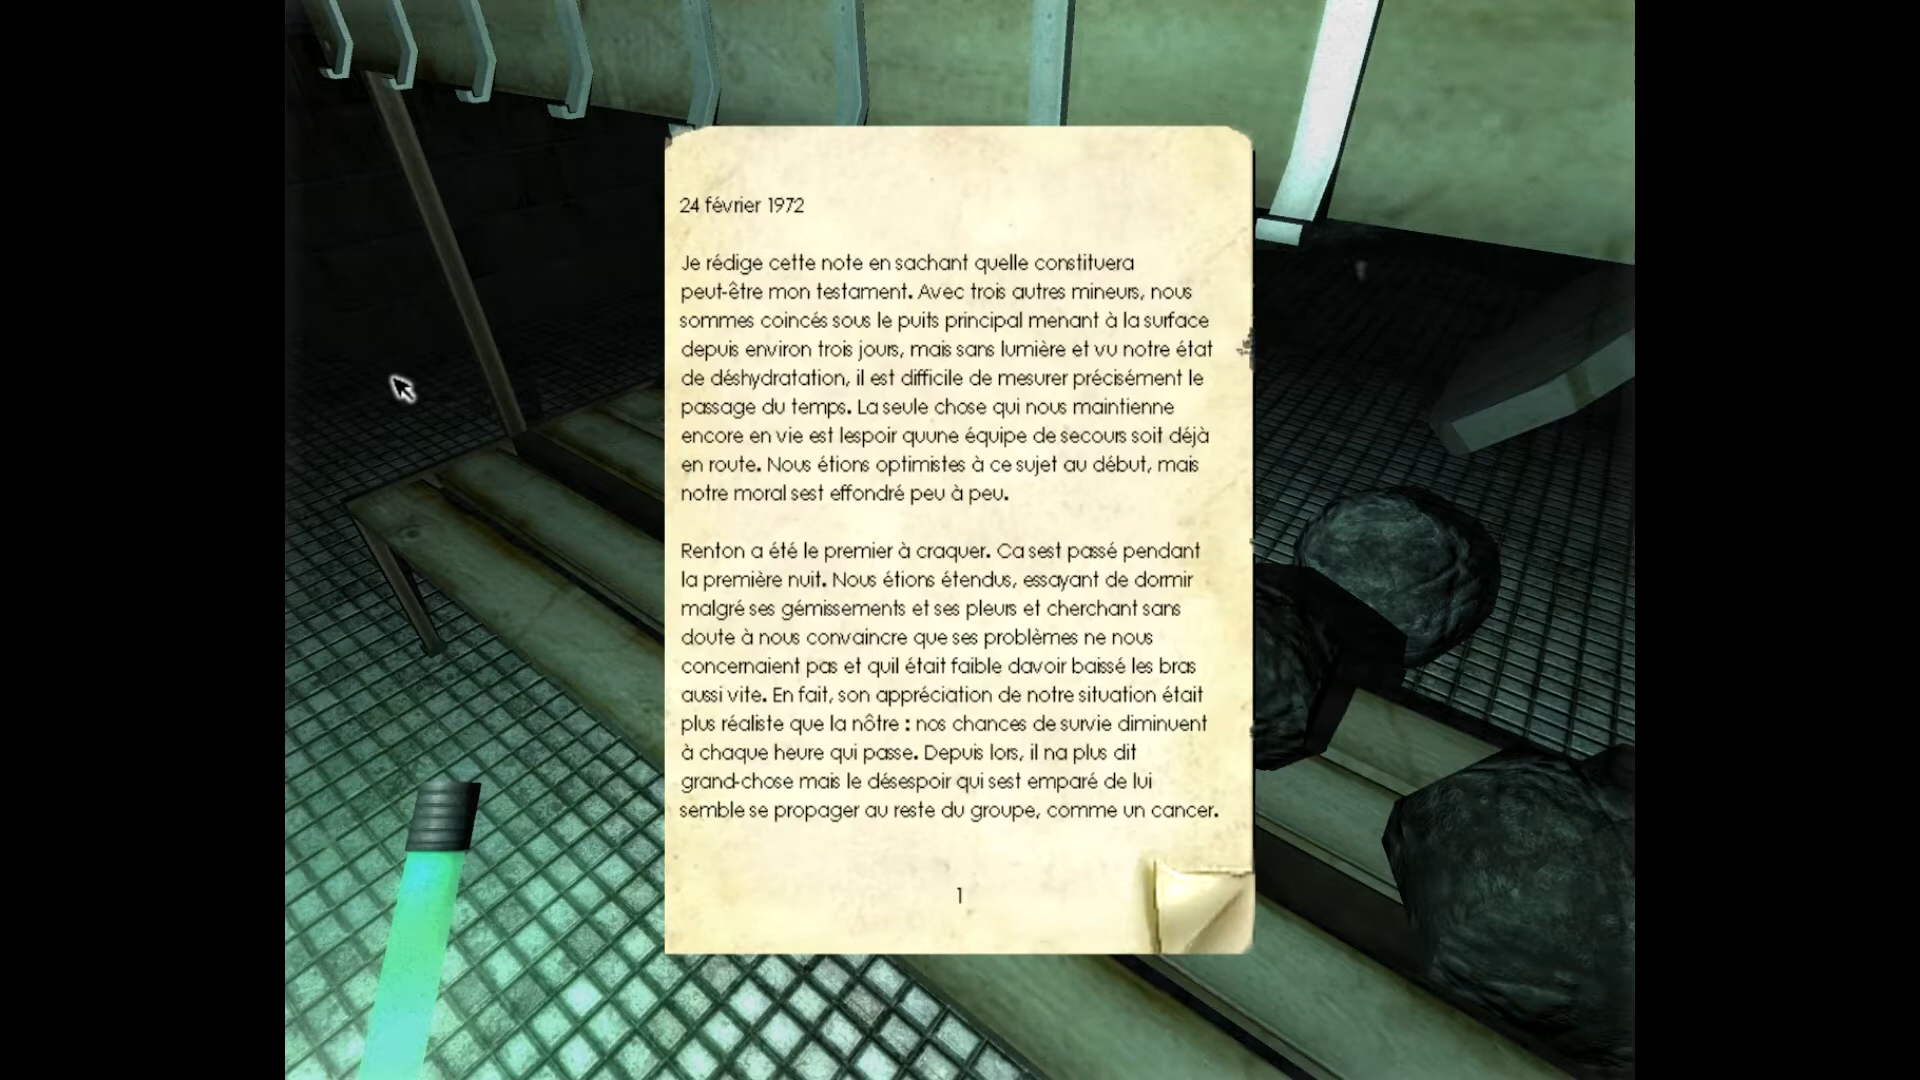 24 février 1972
Je rédige cette note en sachant quelle constituera
peut-être mon testament. Avec trois autres mineurs, nous
sommes coincés sous le puits principal menant à la surface
depuis environ trois jours, mais sans lumière et vu notre état
de déshydratation, il est difficile de mesurer précisément le
passage du temps. La seule chose qui nous maintienne
encore en vie est lespoir quune équipe de secours soit déjà
en route. Nous étions optimistes à ce sujet au début, mais
notre moral sest effondré peu à peu.
Renton a été le premier à craquer. Ca sest passé pendant
la première nuit. Nous étions étendus, essayant de dormir
malgré ses gémissements et ses pleurs et cherchant sans
doute à nous convaincre que ses problèmes ne nous
concernaient pas et quil était faible davoir baissé les bras
aussi vite. En fait, son appréciation de notre situation était
plus réaliste que la nôtre : nos chances de survie diminuent
à chaque heure qui passe. Depuis lors, il na plus dit
grand-chose mais le désespoir qui sest emparé de lui
semble se propager au reste du groupe, comme un cancer.
1